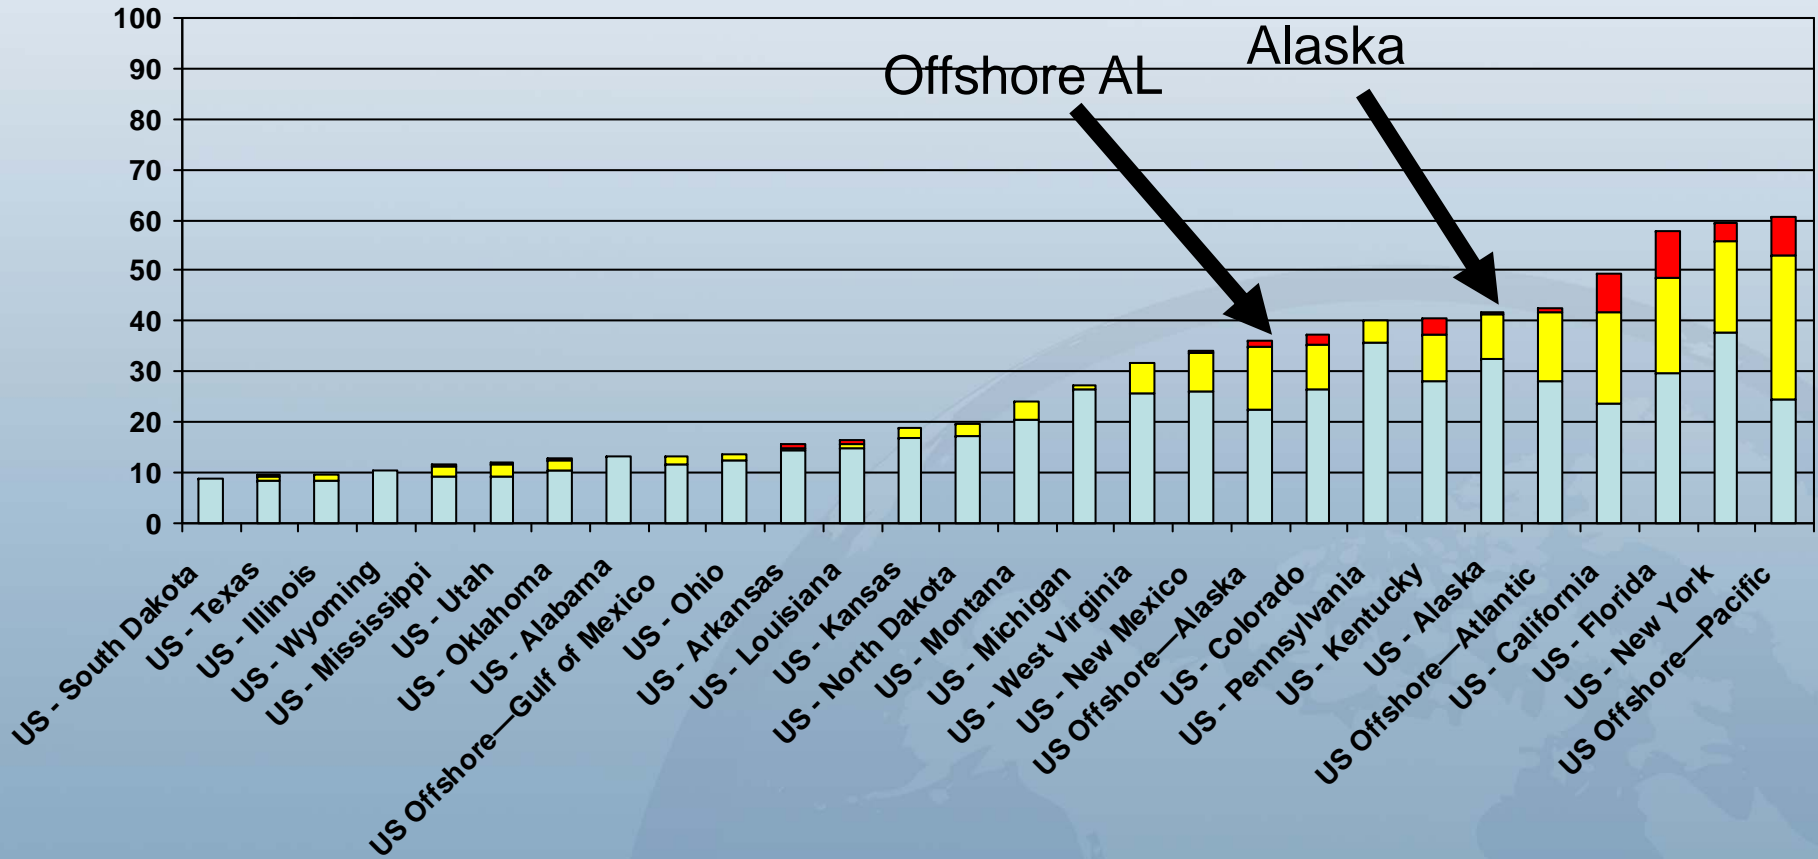 100
90
80
70
60
50
40
30
20
10
0
Offshore AL
Alaska
US - South Dakota
US - Texas
US - Illinois
US - Wyoming
US - Mississippi
US - Utah
US - Oklahoma
US - Alabama
US Offshore—Gulf of Mexico
US - Ohio
US - Arkansas
US - Louisiana
US - Kansas
US - North Dakota
US - Montana
US - Michigan
US - West Virginia
US - New Mexico
US Offshore—Alaska
US - Colorado
US - Pennsylvania
US - Kentucky
US - Alaska
US Offshore—Atlantic
US - California
US - Florida
US - New York
US Offshore—Pacific